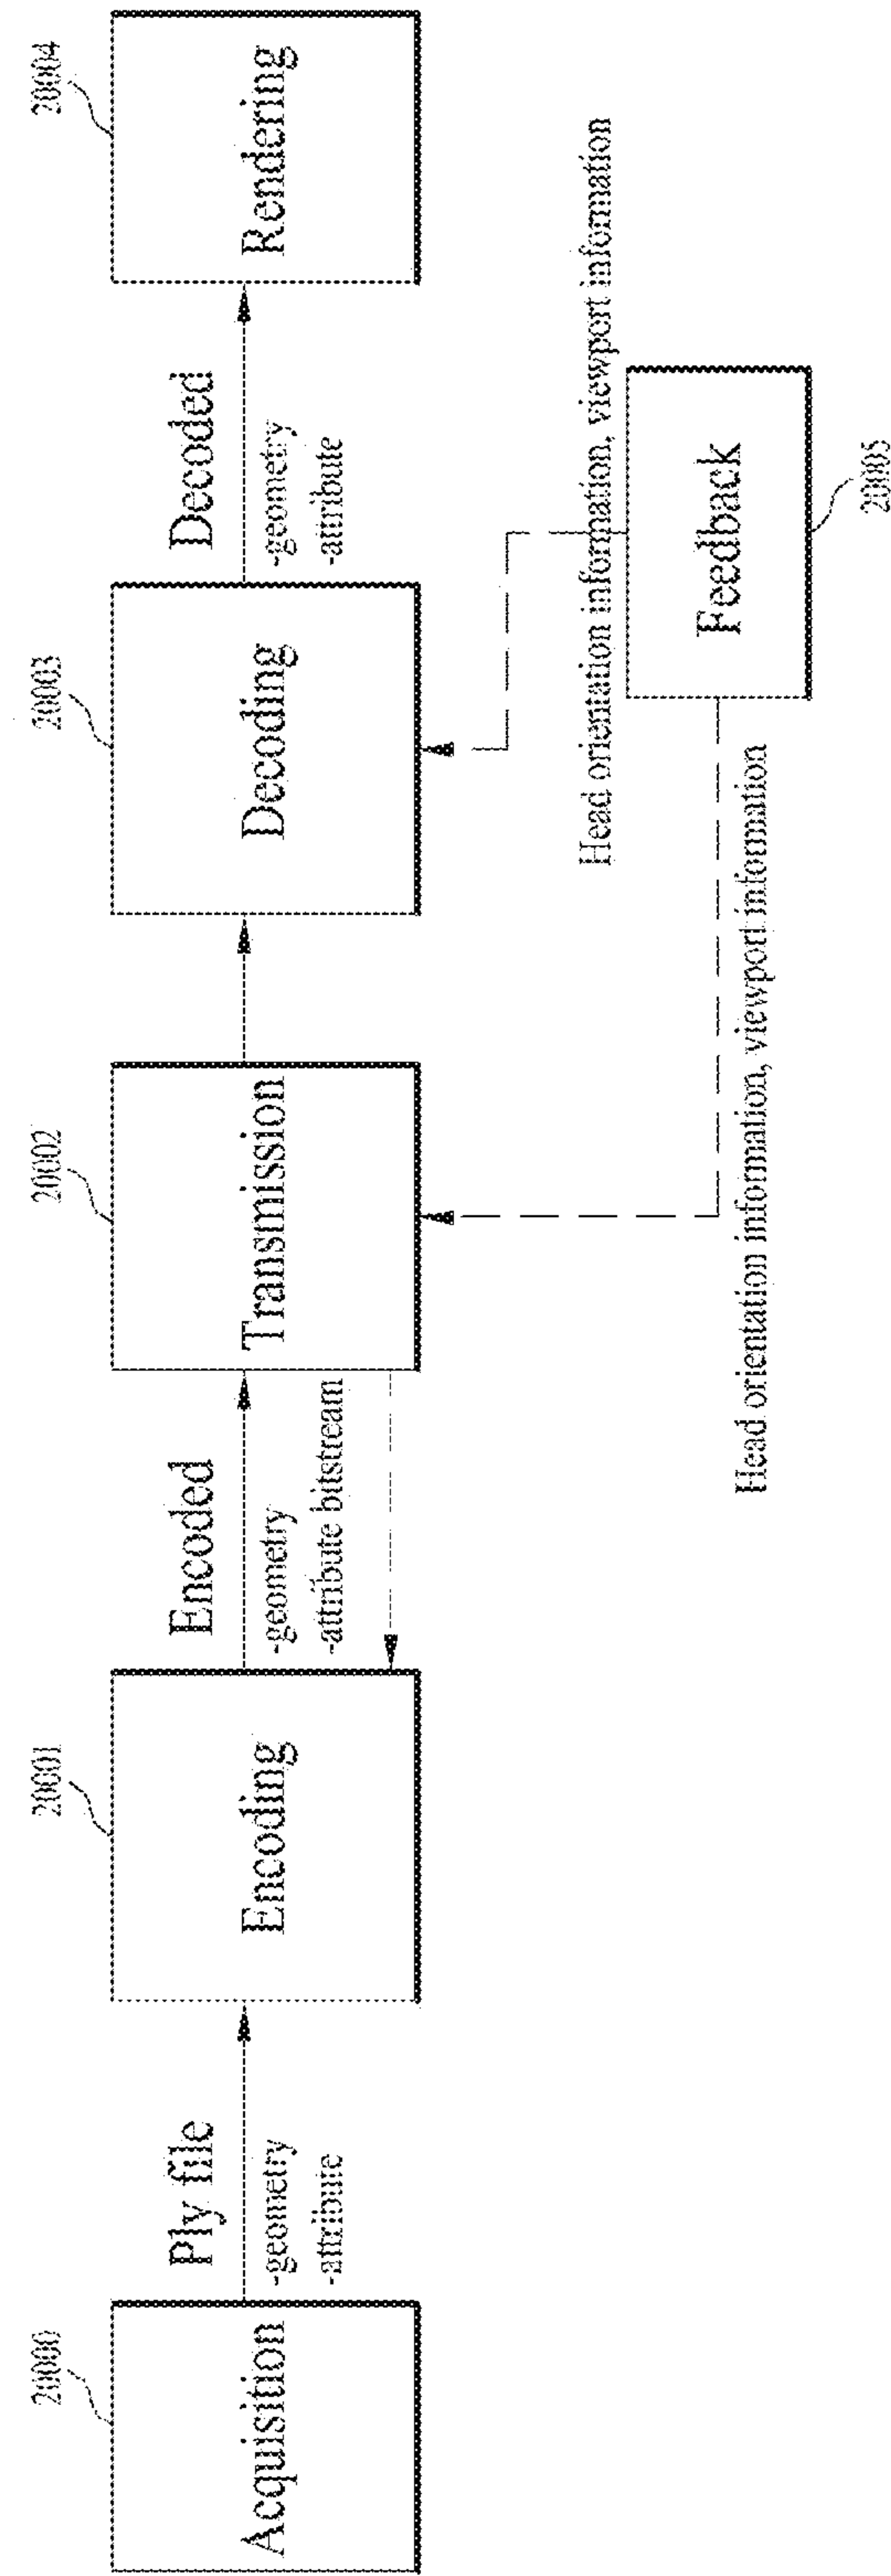 20000
Acquisition
Ply file
-geometry
-attribute
20001
Encoding
Encoded
-geometry
-attribute bitstream
20002
Transmission
20003
Decoding
Decoded
-geometry
-attribute
20004
Rendering
Head orientation information, viewport information
Feedback
20005
Head orientation information, viewport information